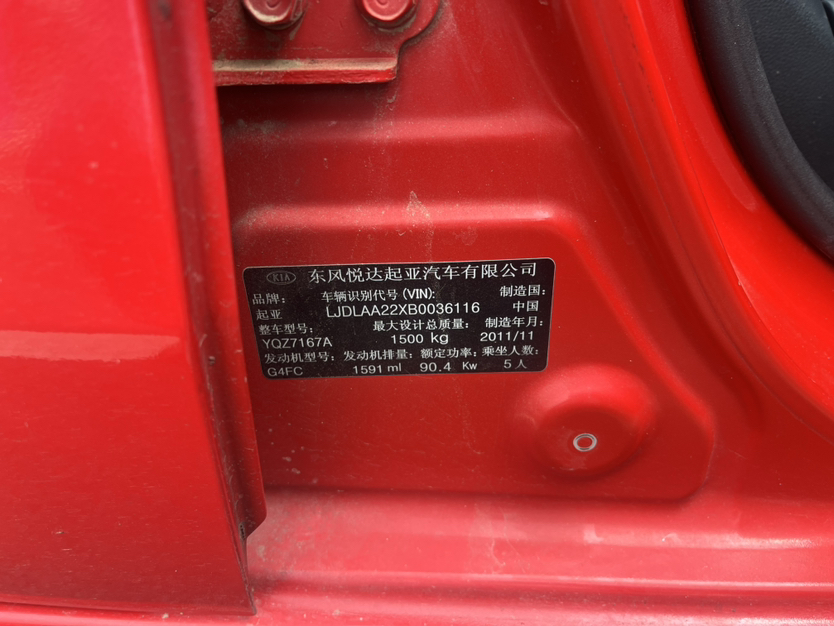 KIA 东风悦达起亚汽车有限公司
品牌： 车辆识别代号(VIN): 制造国：
起亚 LJDLAA22XB0036116 中国
整车型号： 最大设计总质量： 制造年月：
YQZ7167A 1500 kg 2011/11
发动机型号： 发动机排量： 额定功率： 乘坐人数：
G4FC 1591 ml 90.4 Kw 5 人